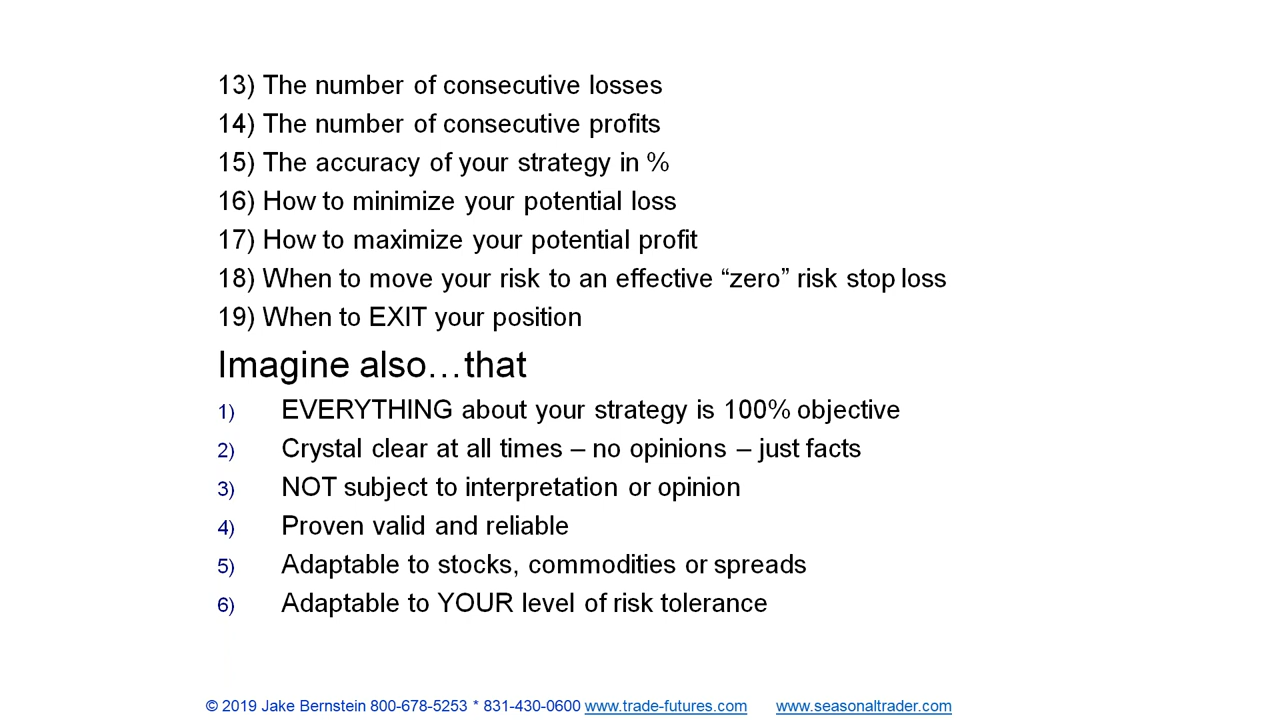 13) The number of consecutive losses
14) The number of consecutive profits
15) The accuracy of your strategy in %
16) How to minimize your potential loss
17) How to maximize your potential profit
18) When to move your risk to an effective “zero” risk stop loss
19) When to EXIT your position
Imagine also…that
1) EVERYTHING about your strategy is 100% objective
2) Crystal clear at all times – no opinions – just facts
3) NOT subject to interpretation or opinion
4) Proven valid and reliable
5) Adaptable to stocks, commodities or spreads
6) Adaptable to YOUR level of risk tolerance
© 2019 Jake Bernstein 800-678-5253 * 831-430-0600 www.trade-futures.com www.seasonaltrader.com